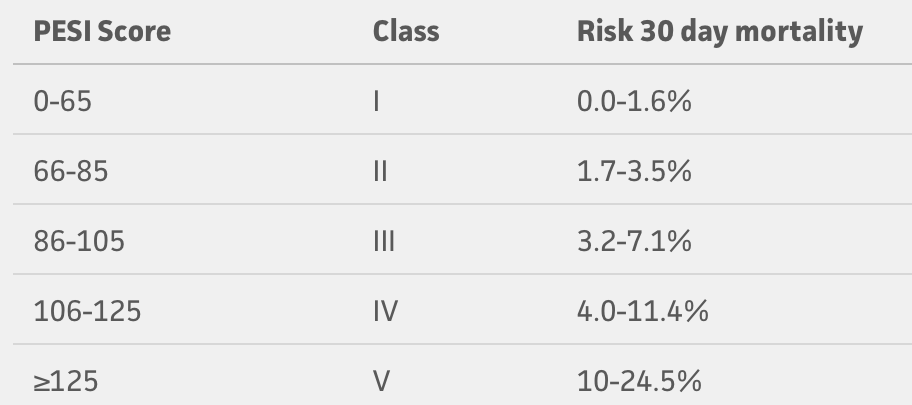 PESI Score Class Risk 30 day mortality
0-65 I 0.0-1.6%
66-85 II 1.7-3.5%
86-105 III 3.2-7.1%
106-125 IV 4.0-11.4%
≥125 V 10-24.5%